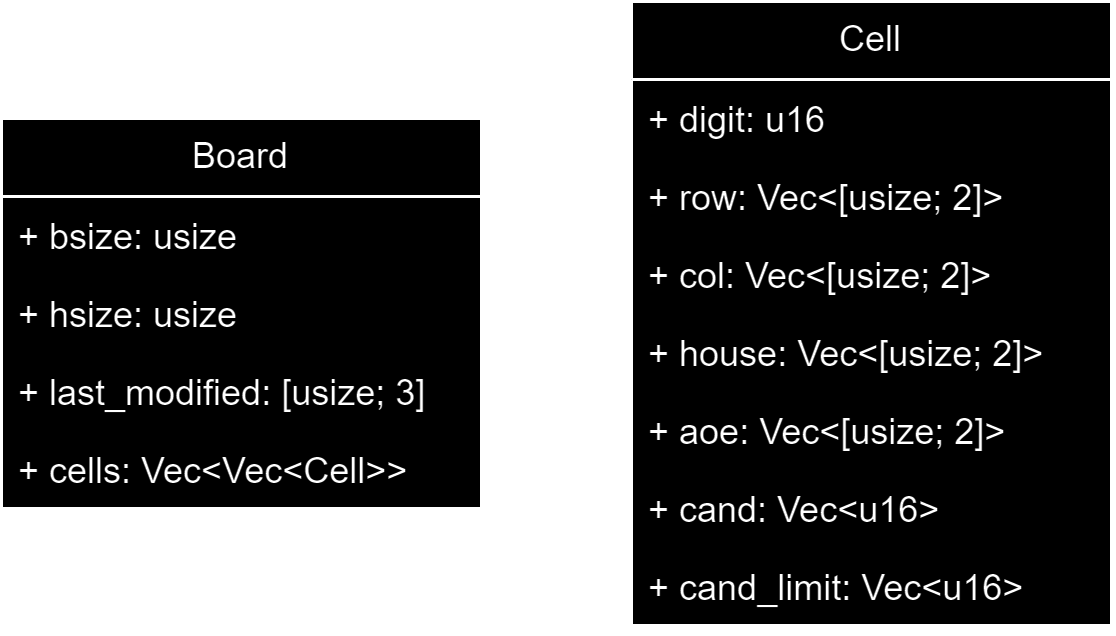 Board
+ bsize: usize
+ hsize: usize
+ last_modified: [usize; 3]
+ cells: Vec<Vec<Cell>>
Cell
+ digit: u16
+ row: Vec<[usize; 2]>
+ col: Vec<[usize; 2]>
+ house: Vec<[usize; 2]>
+ aoe: Vec<[usize; 2]>
+ cand: Vec<u16>
+ cand_limit: Vec<u16>